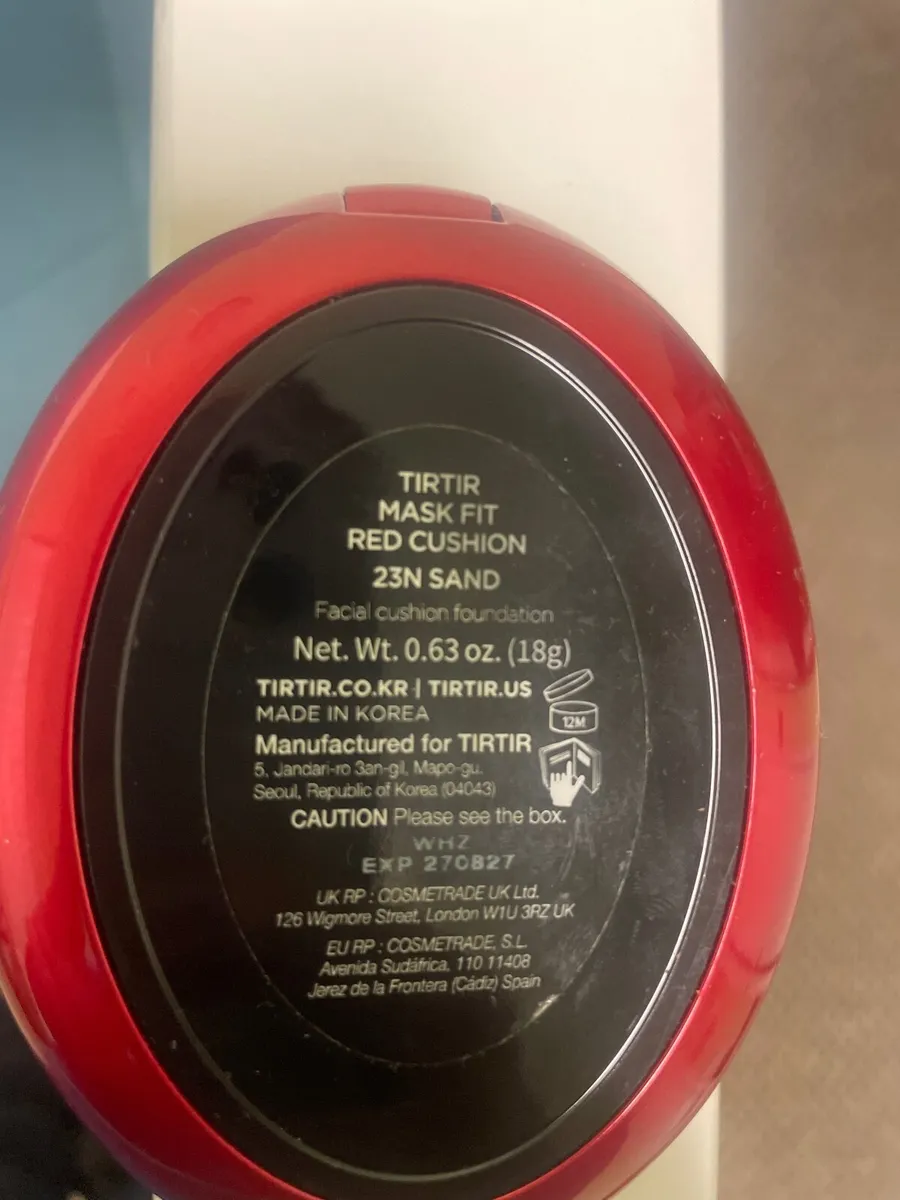 TIRTIR
MASK FIT
RED CUSHION
23N SAND
Facial cushion foundation
Net. Wt. 0.63 oz. (18g)
TIRTIR.CO.KR | TIRTIR.US
12M
MADE IN KOREA
Manufactured for TIRTIR
5, Jandari-ro 3an-gil, Mapo-gu.
Seoul, Republic of Korea (04043)
CAUTION Please see the box.
WHZ
EXP 270827
UK RP : COSMETRADE UK Ltd.
126 Wigmore Street, London W1U 3RZ UK
EU RP : COSMETRADE, S.L.
Avenida Sudáfrica, 110 11408
Jerez de la Frontera (Cádiz) Spain